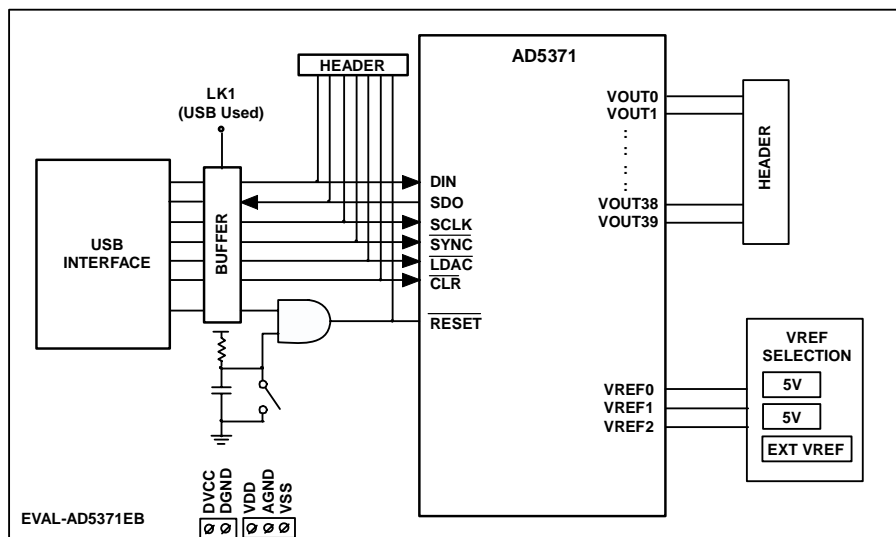 AD5371
HEADER
LK1
(USB Used)
USB
INTERFACE
BUFFER
DIN
SDO
SCLK
SYNC
LDAC
CLR
RESET
VOUT0
VOUT1
VOUT38
VOUT39
HEADER
VREF0
VREF1
VREF2
VREF
SELECTION
5V
5V
EXT VREF
DVCC
DGND
VDD
AGND
VSS
EVAL-AD5371EB